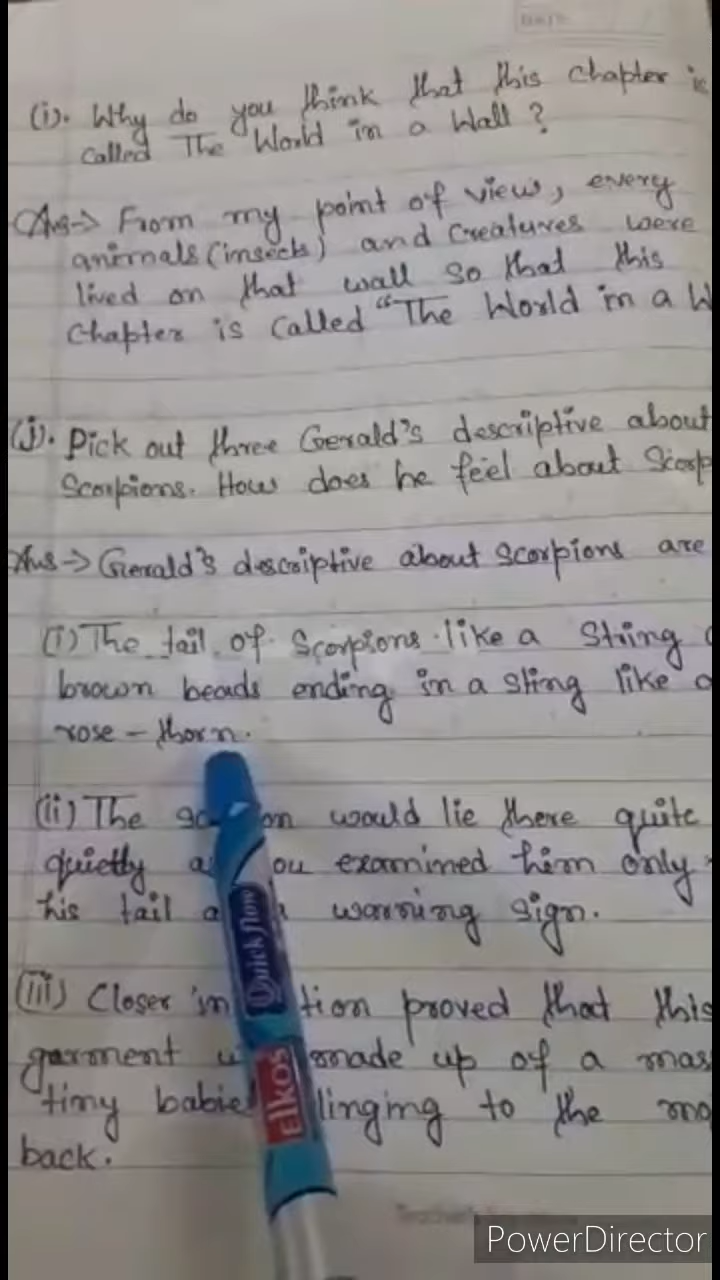 DATE
(i). Why do you think that this chapter is
called The World in a Wall ?
Ans-> From my point of view, every
animals (insects) and creatures were
lived on that wall so that this
chapter is called "The World in a W
(j). Pick out three Gerald's descriptive about
Scorpions. How does he feel about Scorp
Ans-> Gerald's descriptive about scorpions are
(i) The tail of Scorpions like a string
brown beads ending in a sting like a
rose - thorn.
(ii) The on would lie there quite
quietly a ou examined him only
his tail a warning sign.
(iii) Closer in tion proved that this
garment made up of a mas
tiny babie linging to the mo
back.
Quick flow
Elkos
PowerDirector